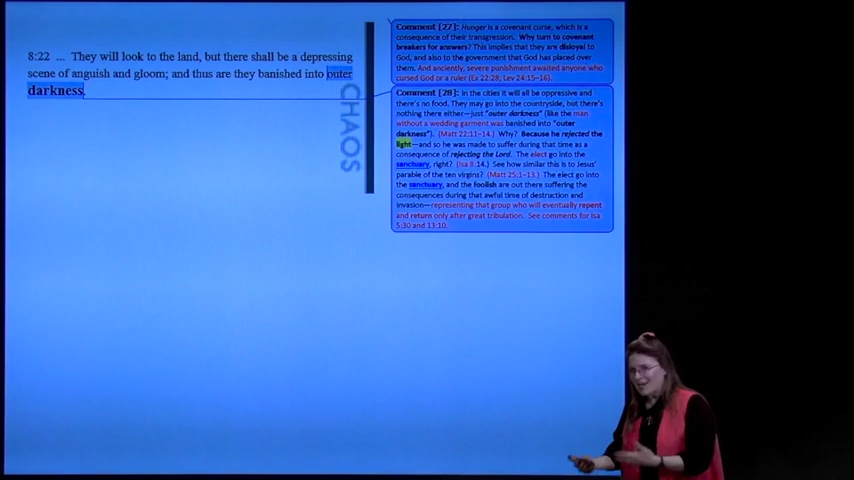 8:22 ... They will look to the land, but there shall be a depressing
scene of anguish and gloom; and thus are they banished into outer
darkness.
CHAOS
Comment [27]: Hunger is a covenant curse, which is a
consequence of their transgression. Why turn to covenant
breakers for answers? This implies that they are disloyal to
God, and also to the government that God has placed over
them. And anciently, severe punishment awaited anyone who
cursed God or a ruler (Ex 22:28; Lev 24:15–16).
Comment [28]: In the cities it will all be oppressive and
there's no food. They may go into the countryside, but there's
nothing there either—just "outer darkness" (like the man
without a wedding garment was banished into "outer
darkness"). (Matt 22:11–14.) Why? Because he rejected the
light—and so he was made to suffer during that time as a
consequence of rejecting the Lord. The elect go into the
sanctuary, right? (Isa 8:14.) See how similar this is to Jesus'
parable of the ten virgins? (Matt 25:1–13.) The elect go into
the sanctuary, and the foolish are out there suffering the
consequences during that awful time of destruction and
invasion—representing that group who will eventually repent
and return only after great tribulation. See comments for Isa
5:30 and 13:10.